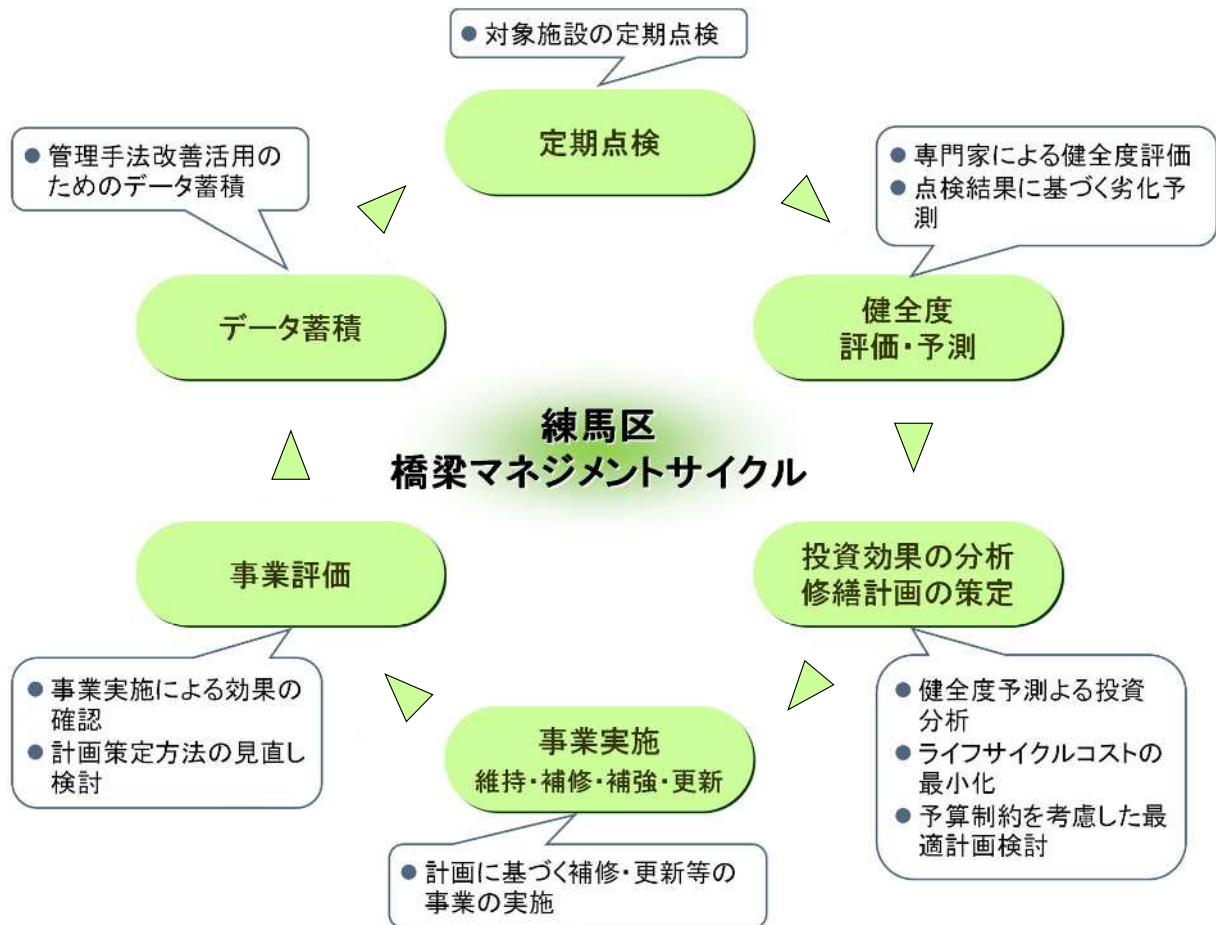 ● 対象施設の定期点検
定期点検
● 専門家による健全度評価
● 点検結果に基づく劣化予
測
健全度
評価・予測
投資効果の分析
修繕計画の策定
● 健全度予測よる投資
分析
● ライフサイクルコストの
最小化
● 予算制約を考慮した最
適計画検討
事業実施
維持・補修・補強・更新
● 計画に基づく補修・更新等の
事業の実施
事業評価
● 事業実施による効果の
確認
● 計画策定方法の見直し
検討
データ蓄積
● 管理手法改善活用の
ためのデータ蓄積
練馬区
橋梁マネジメントサイクル